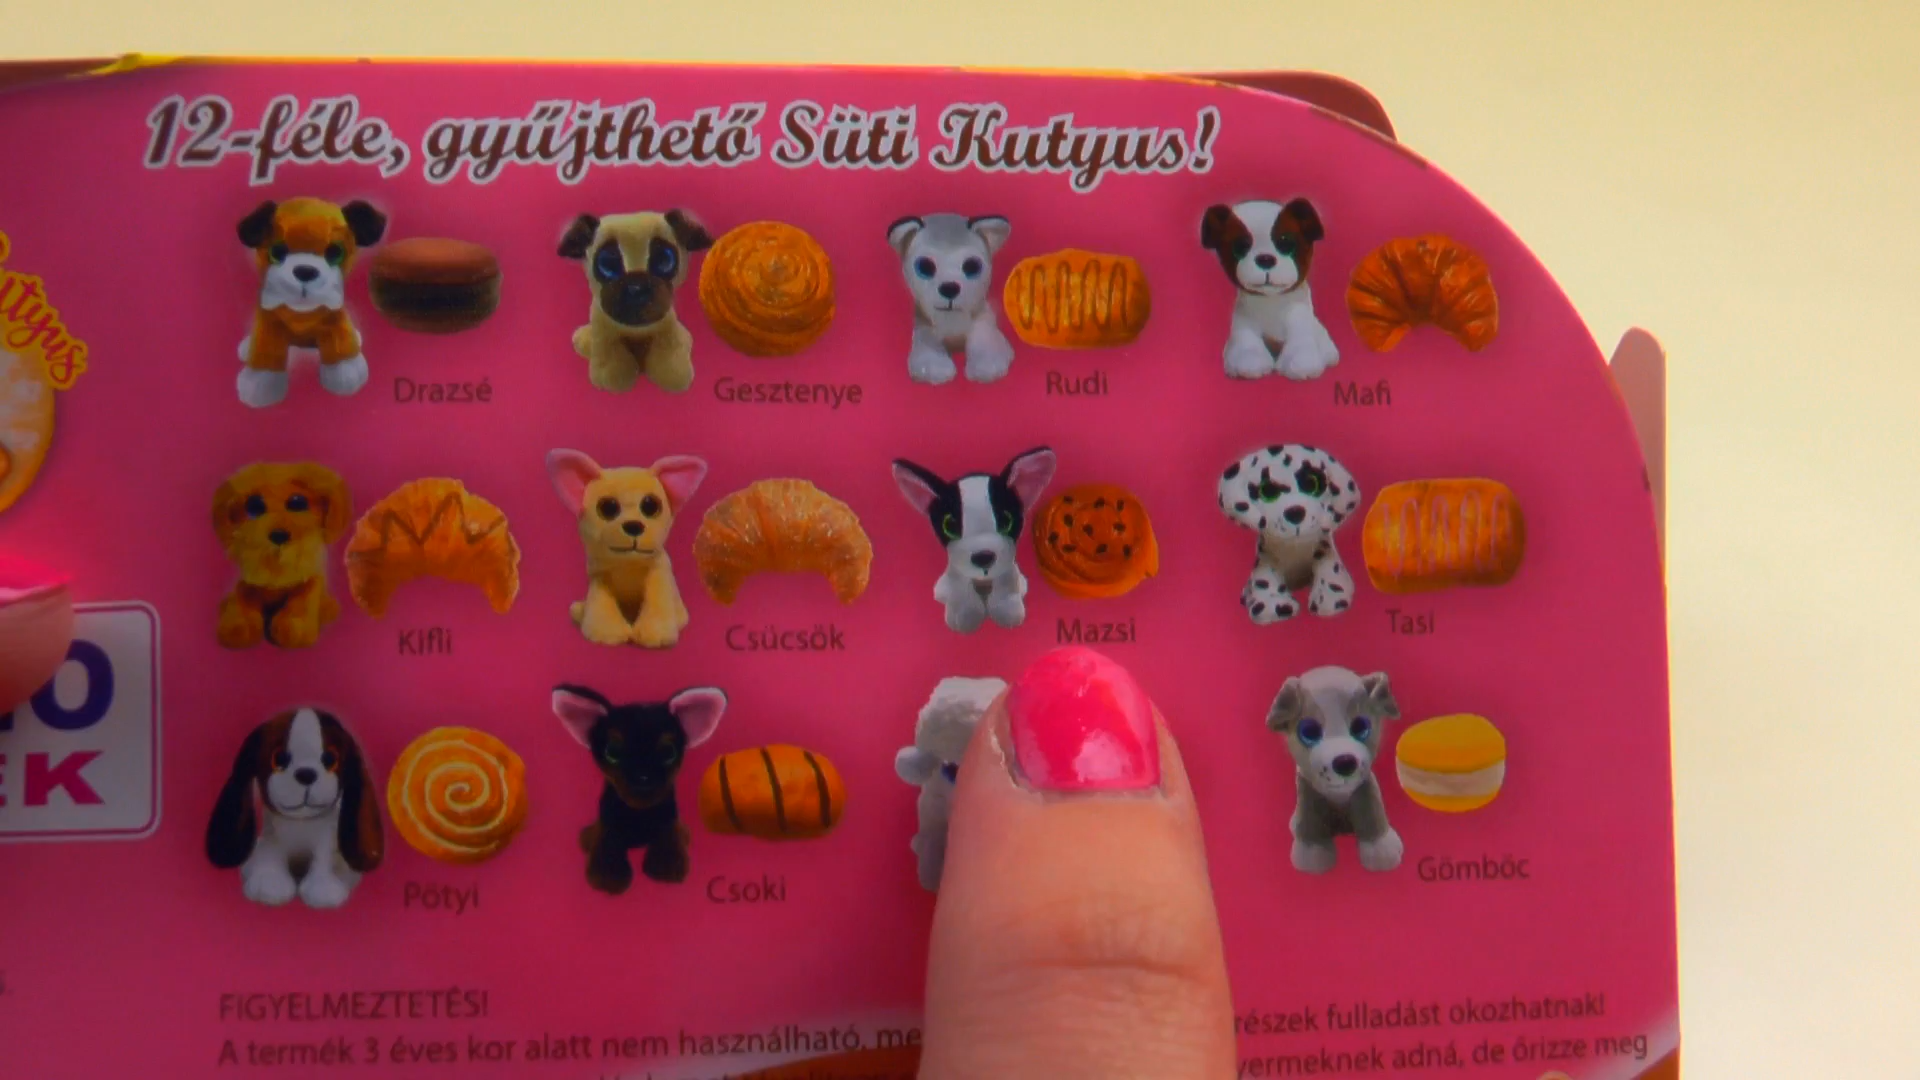 12-féle, gyűjthető Süti Kutyus!
Drazsé
Gesztenye
Rudi
Mafi
Kifli
Csücsök
Mazsi
Tasi
Pötyi
Csoki
Gömböc
FIGYELMEZTETÉS!
A termék 3 éves kor alatt nem használható, részek fulladást okozhatnak!
adná, de őrizze meg